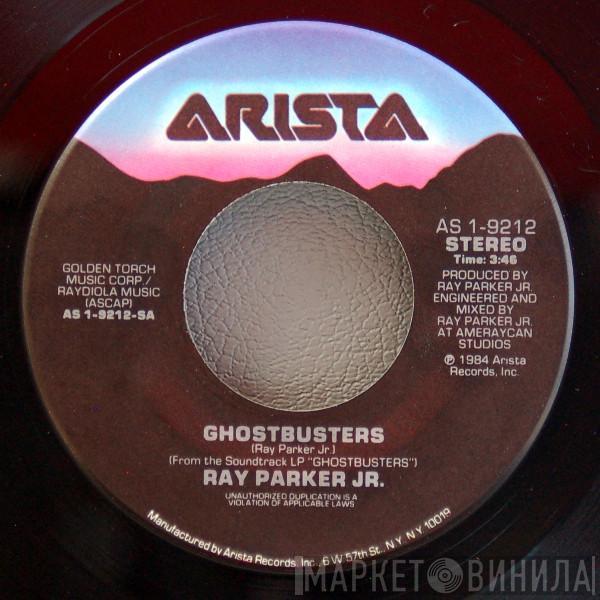 ARISTA
AS 1-9212
STEREO
Time: 3:46
PRODUCED BY
RAY PARKER JR.
ENGINEERED AND
MIXED BY
RAY PARKER JR.
AT AMERAYCAN
STUDIOS
℗ 1984 Arista
Records, Inc.
GOLDEN TORCH
MUSIC CORP./
RAYDIOLA MUSIC
(ASCAP)
AS 1-9212-SA
GHOSTBUSTERS
(Ray Parker Jr.)
(From the Soundtrack LP "GHOSTBUSTERS")
RAY PARKER JR.
UNAUTHORIZED DUPLICATION IS A
VIOLATION OF APPLICABLE LAWS
Manufactured by Arista Records, Inc., 6 W. 57th St., N.Y., N.Y. 10019
МАРКЕТ ВИНИЛА